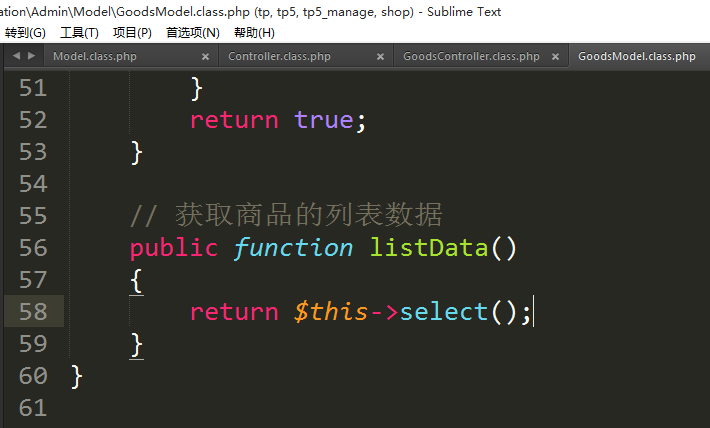 ation\Admin\Model\GoodsModel.class.php (tp, tp5, tp5_manage, shop) - Sublime Text
转到(G) 工具(T) 项目(P) 首选项(N) 帮助(H)
Model.class.php × Controller.class.php × GoodsController.class.php × GoodsModel.class.php
51 }
52 return true;
53 }
54
55 // 获取商品的列表数据
56 public function listData()
57 {
58 return $this->select();
59 }
60 }
61